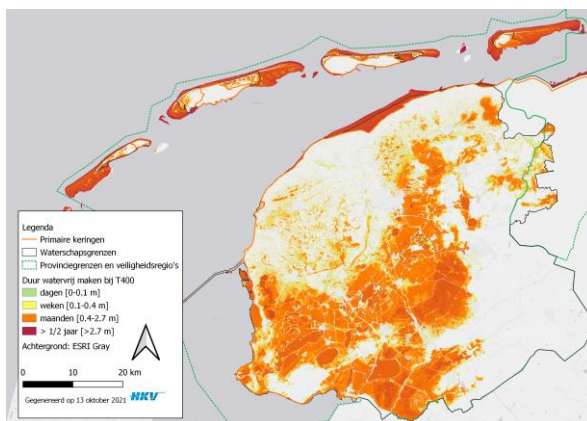 Legenda
Primaire keringen
Waterschapsgrenzen
Provinciegrenzen en veiligheidsregio's
Duur watervrij maken bij T400
dagen [0-0.1 m]
weken [0.1-0.4 m]
maanden [0.4-2.7 m]
> 1/2 jaar [>2.7 m]
Achtergrond: ESRI Gray
0 10 20 km
Gegenereerd op 13 oktober 2021
HKV